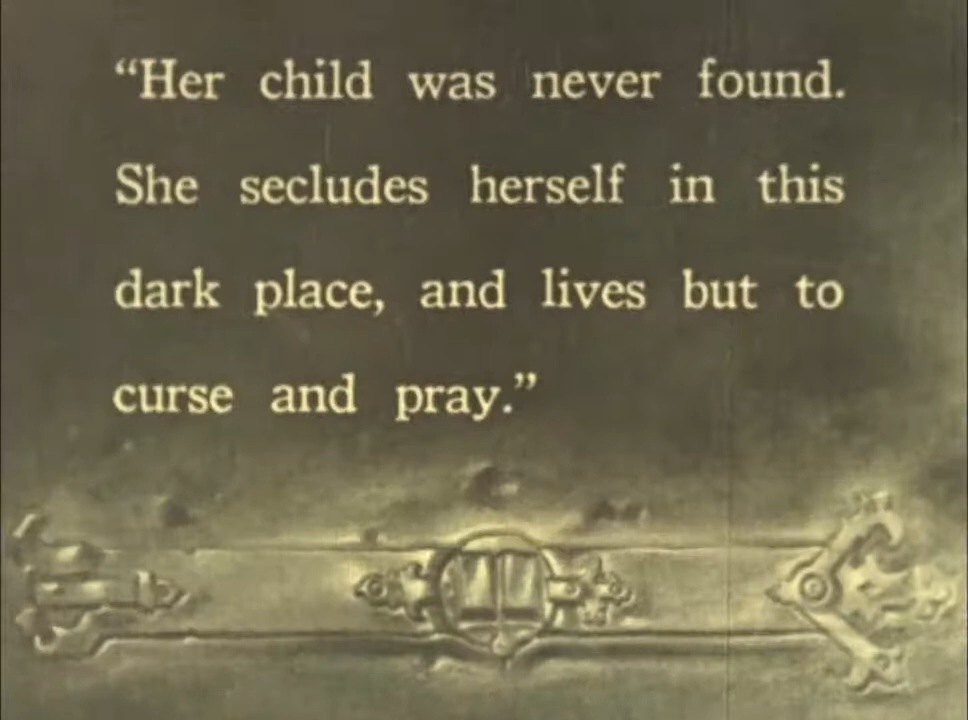 “Her child was never found.
She secludes herself in this
dark place, and lives but to
curse and pray.”